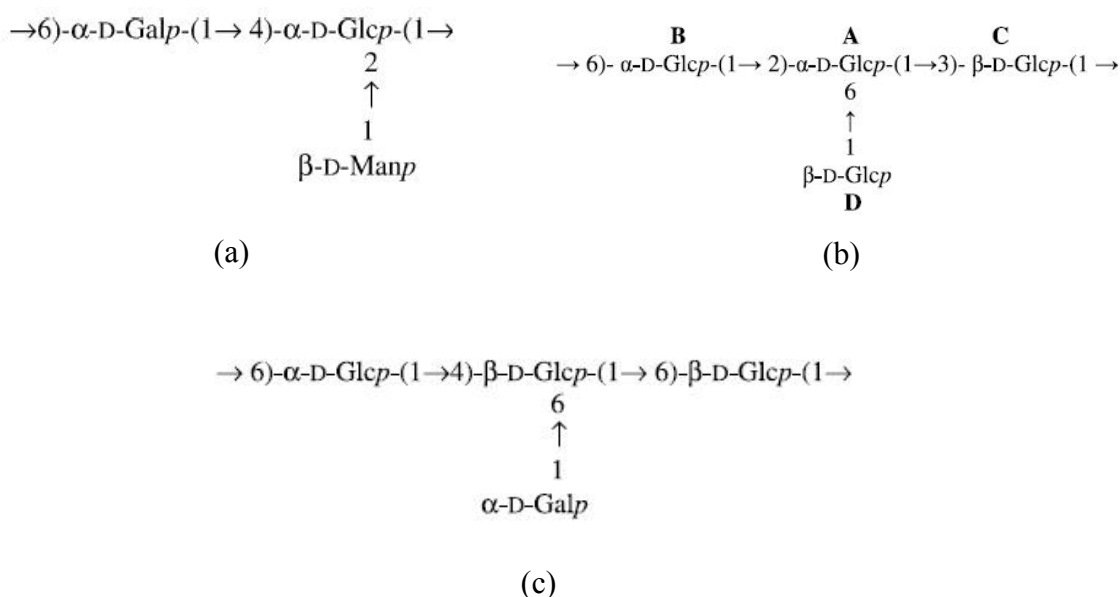 →6)-α-D-Galp-(1→ 4)-α-D-Glcp-(1→
2
↑
1
β-D-Manp
(a)
B A C
→ 6)- α-D-Glcp-(1→ 2)-α-D-Glcp-(1→3)- β-D-Glcp-(1 →
6
↑
1
β-D-Glcp
D
(b)
→ 6)-α-D-Glcp-(1→4)-β-D-Glcp-(1→ 6)-β-D-Glcp-(1→
6
↑
1
α-D-Galp
(c)